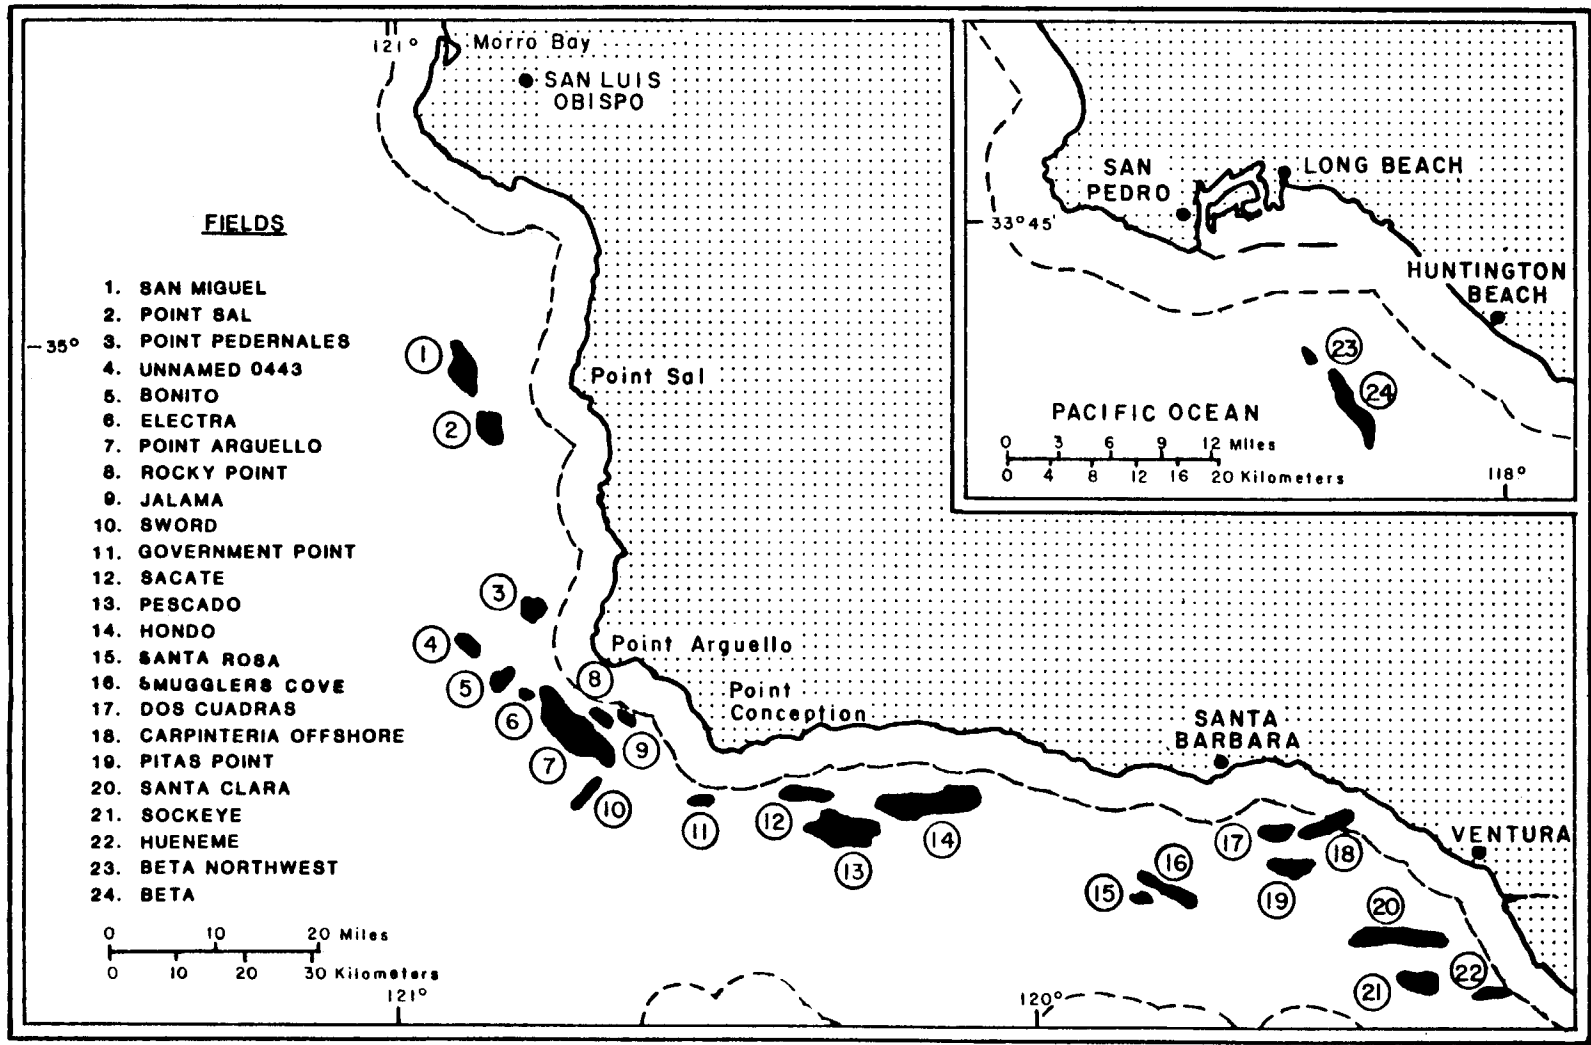 121°
Morro Bay
SAN LUIS
OBISPO
FIELDS
1. SAN MIGUEL
2. POINT SAL
3. POINT PEDERNALES
4. UNNAMED 0443
5. BONITO
6. ELECTRA
7. POINT ARGUELLO
8. ROCKY POINT
9. JALAMA
10. SWORD
11. GOVERNMENT POINT
12. SACATE
13. PESCADO
14. HONDO
15. SANTA ROSA
16. SMUGGLERS COVE
17. DOS CUADRAS
18. CARPINTERIA OFFSHORE
19. PITAS POINT
20. SANTA CLARA
21. SOCKEYE
22. HUENEME
23. BETA NORTHWEST
24. BETA
35°
0 10 20 Miles
0 10 20 30 Kilometers
121°
120°
1
Point Sal
2
3
4
Point Arguello
5
8
6
Point
Conception
9
7
10
11
12
13
14
SANTA
BARBARA
VENTURA
17
18
16
15
19
20
22
21
SAN
PEDRO
LONG BEACH
33°45'
HUNTINGTON
BEACH
23
24
PACIFIC OCEAN
0 3 6 9 12 Miles
0 4 8 12 16 20 Kilometers
118°